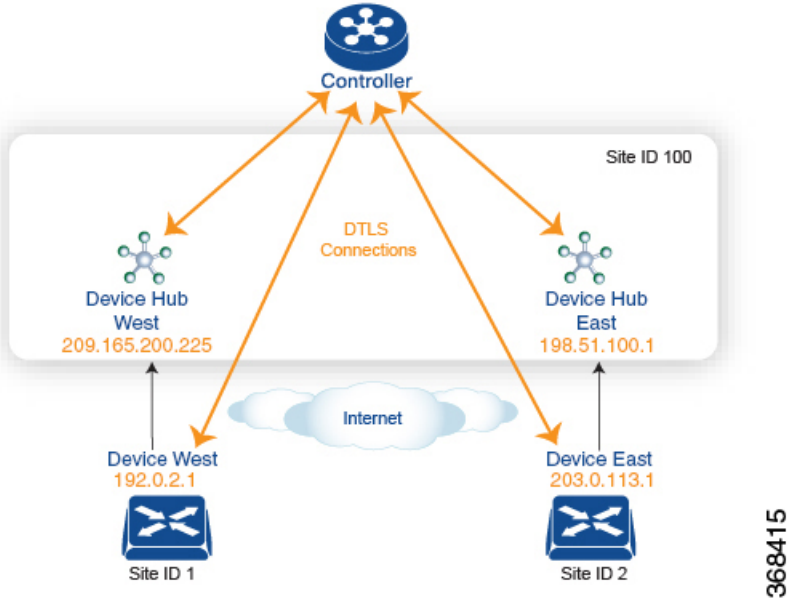 Controller
Site ID 100
DTLS
Connections
Device Hub
West
209.165.200.225
Device Hub
East
198.51.100.1
Internet
Device West
192.0.2.1
Site ID 1
Device East
203.0.113.1
Site ID 2
368415